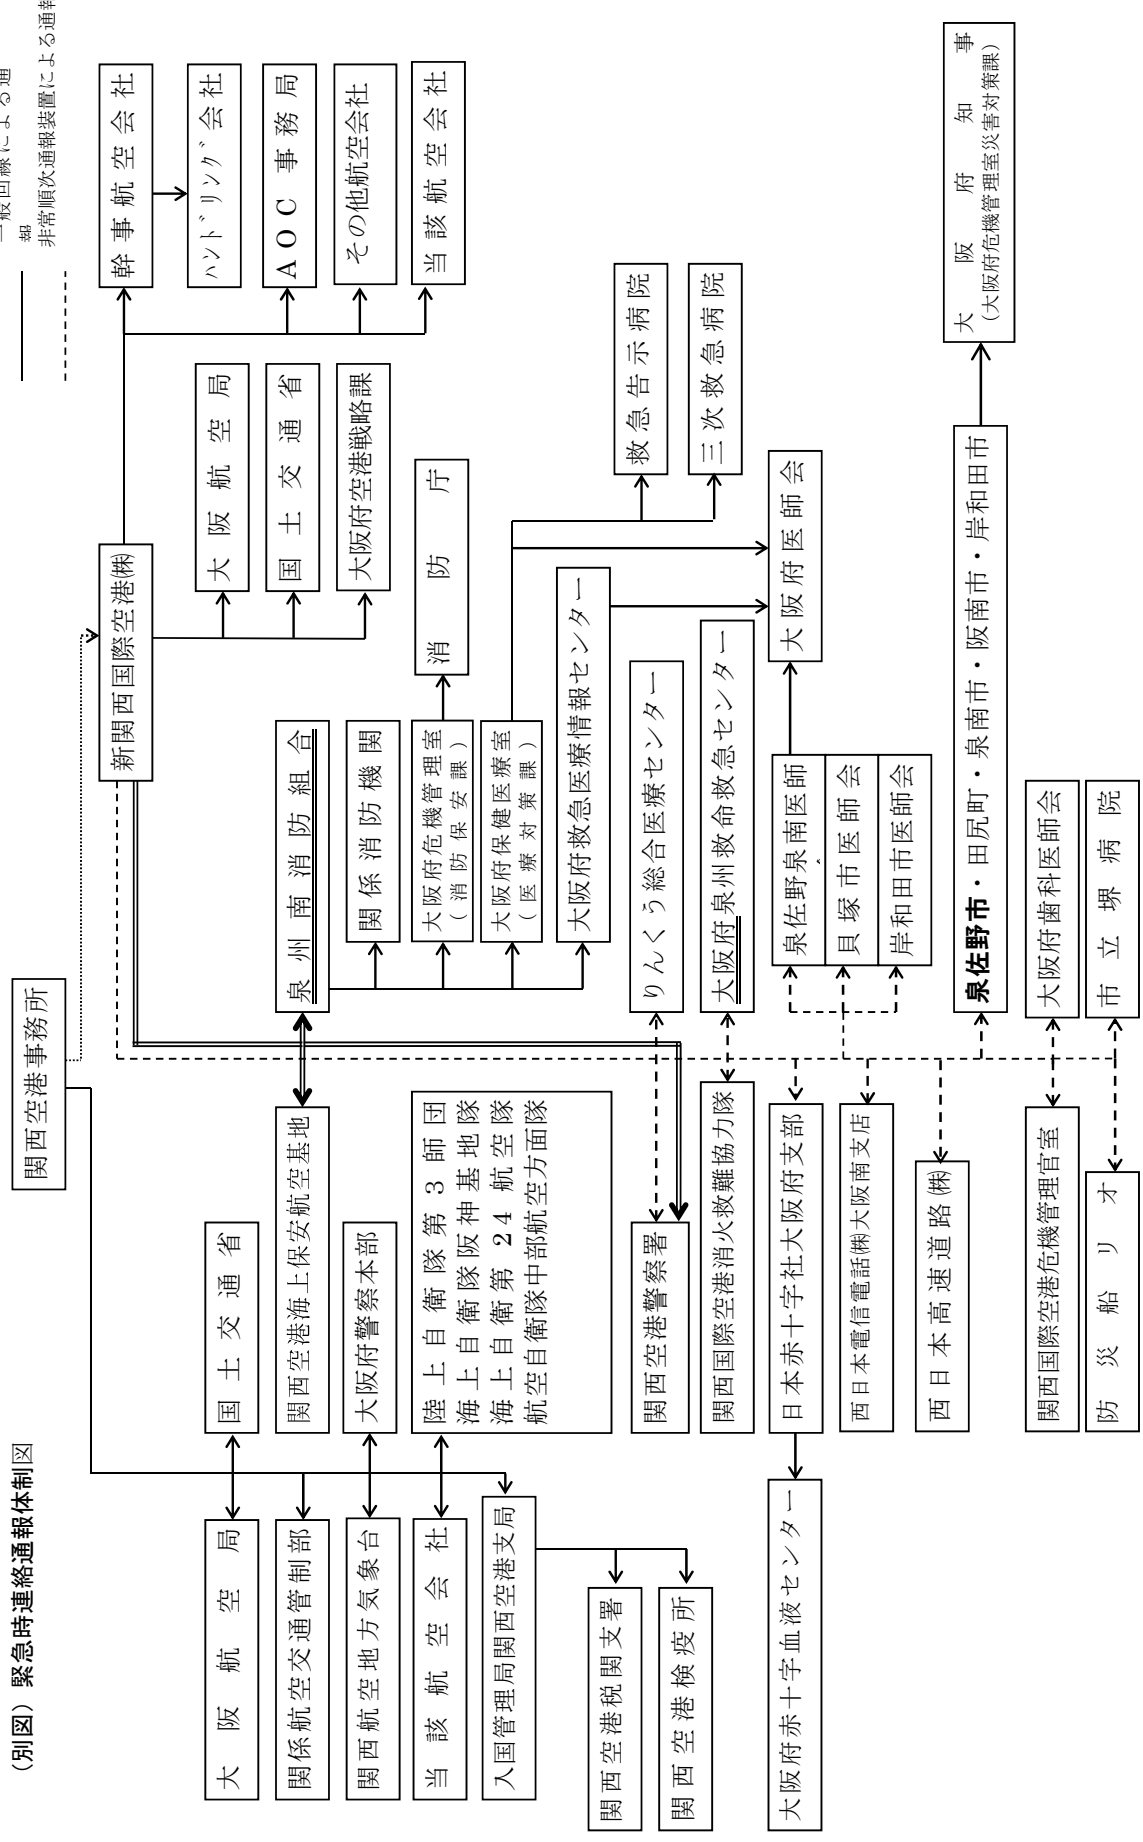 (別図) 緊急時連絡通報体制図
一般回線による通
報
非常順次通報装置による通報
関西空港事務所
新関西国際空港㈱
幹事航空会社
ハンドリング会社
AOC 事務局
その他航空会社
当該航空会社
大阪航空局
国土交通省
大阪府空港戦略課
消防庁
泉州南消防組合
関係消防機関
大阪府危機管理室
(消防保安課)
大阪府保健医療室
(医療対策課)
大阪府救急医療情報センター
救急告示病院
三次救急病院
大阪府医師会
りんくう総合医療センター
大阪府泉州救命救急センター
泉佐野泉南医師
貝塚市医師会
岸和田市医師会
泉佐野市・田尻町・泉南市・阪南市・岸和田市
大阪府知事
(大阪府危機管理室災害対策課)
大阪府歯科医師会
市立堺病院
国土交通省
関西空港海上保安航空基地
大阪府警察本部
陸上自衛隊第3師団
海上自衛隊阪神基地隊
海上自衛第24航空隊
航空自衛隊中部航空方面隊
関西空港警察署
関西国際空港消火救難協力隊
日本赤十字社大阪府支部
西日本電信電話㈱大阪南支店
西日本高速道路㈱
関西国際空港危機管理官室
防災船リオ
大阪航空局
関係航空交通管制部
関西航空地方気象台
当該航空会社
入国管理局関西空港支局
関西空港税関支署
関西空港検疫所
大阪府赤十字血液センター